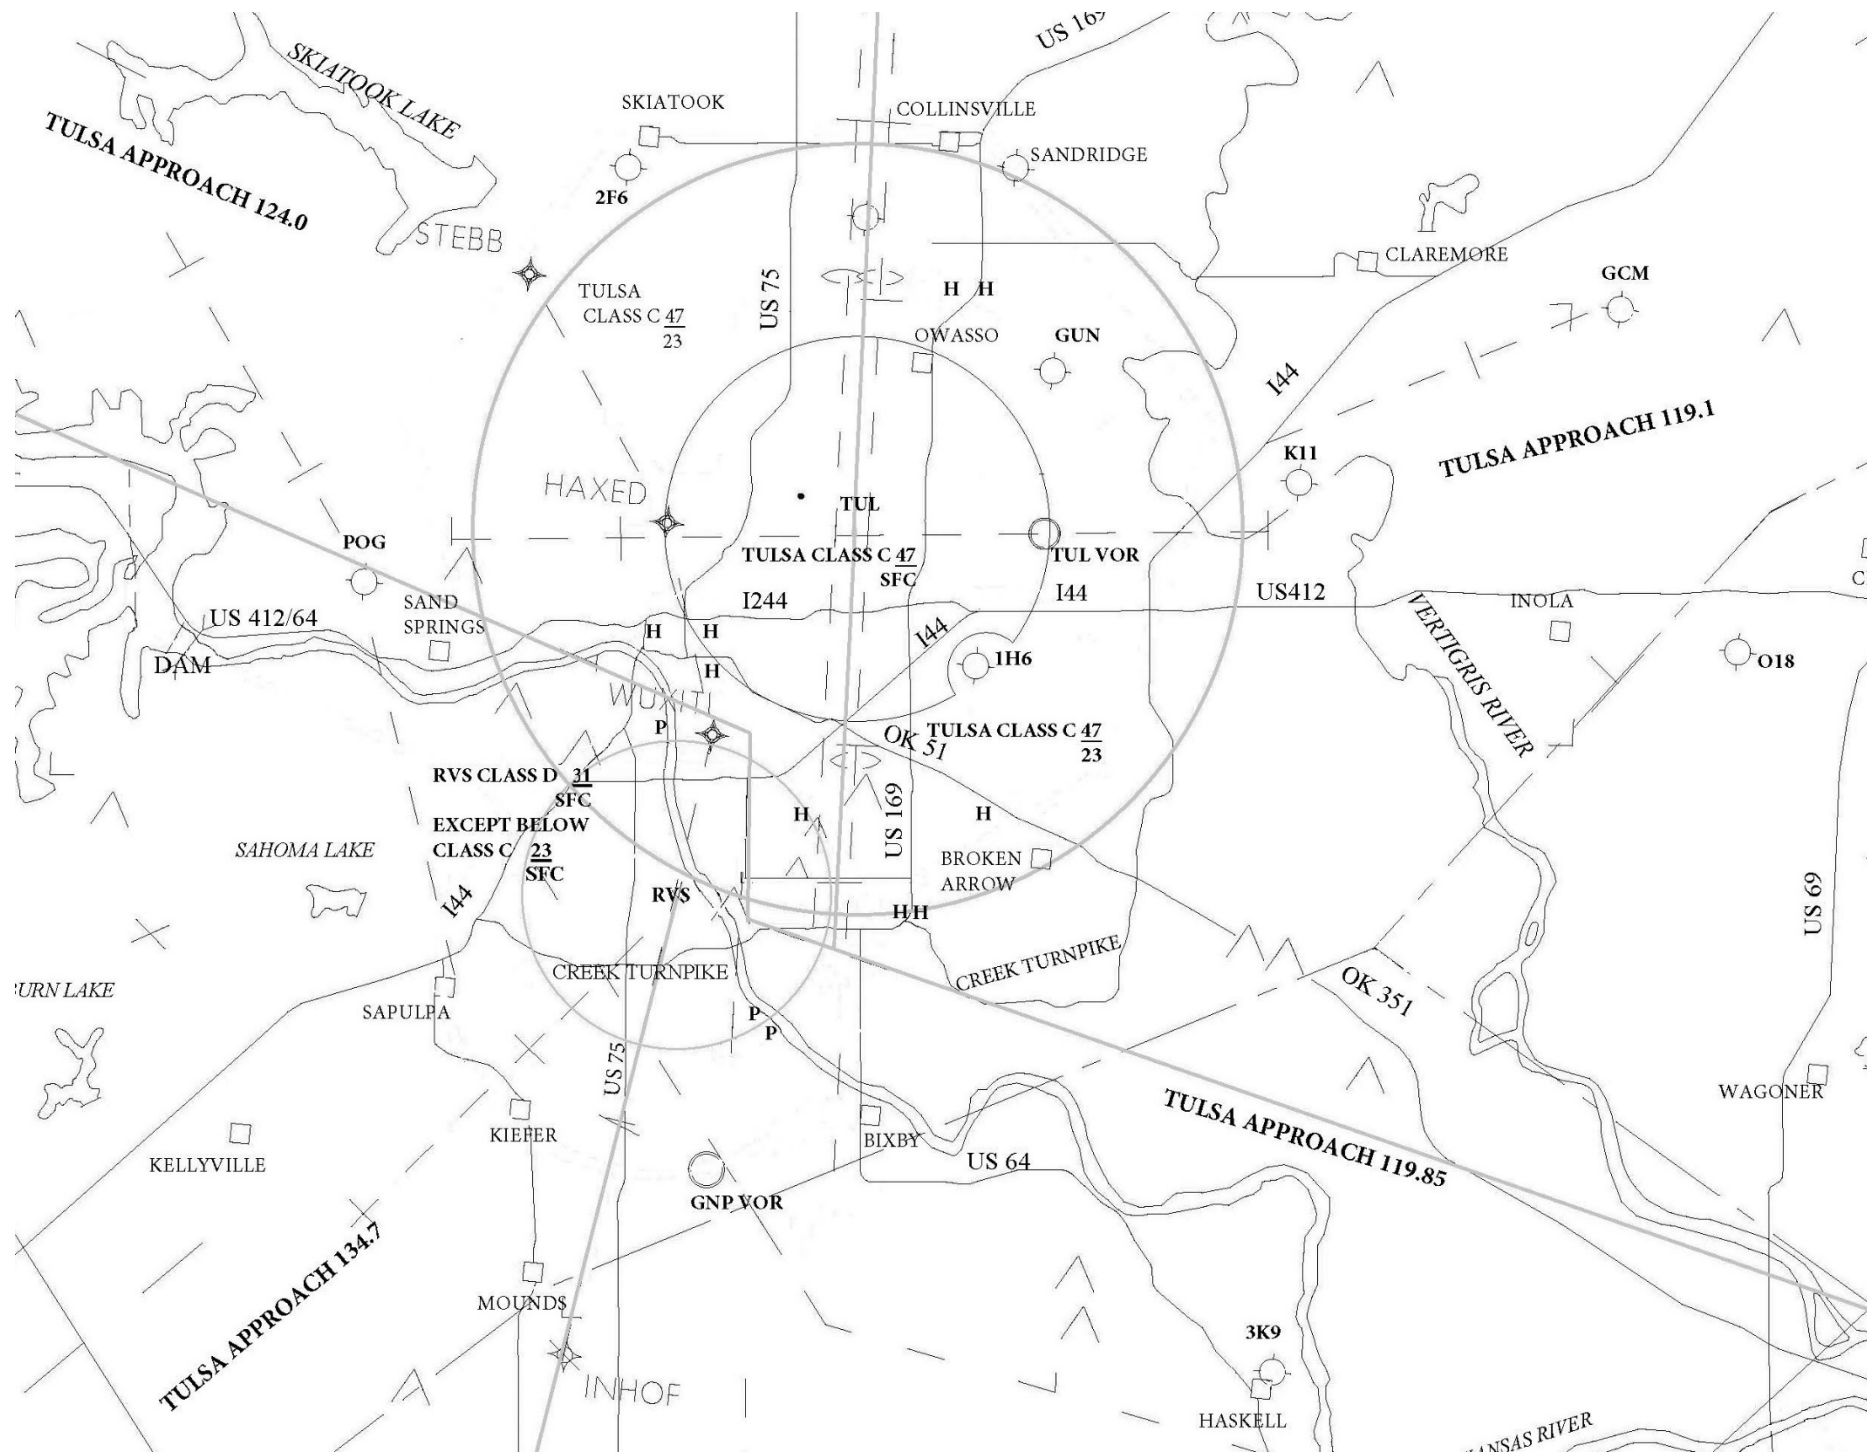 US 169
SKIATOOK LAKE
SKIATOOK
COLLINSVILLE
TULSA APPROACH 124.0
SANDRIDGE
2F6
STEBB
CLAREMORE
GCM
TULSA
CLASS C 47
23
US 75
H H
OWASSO
GUN
I44
TULSA APPROACH 119.1
K11
HAXED
TUL
POG
TULSA CLASS C 47
SFC
TUL VOR
SAND
SPRINGS
US 412/64
I244
I44
US412
INOLA
VERTIGRIS RIVER
H
H
I44
DAM
H
1H6
O18
WUXIT
P
OK 51
TULSA CLASS C 47
23
RVS CLASS D 31
SFC
EXCEPT BELOW
CLASS C 23
SFC
H
US 169
H
SAHOMA LAKE
BROKEN
ARROW
I44
RVS
HH
US 69
CREEK TURNPIKE
CREEK TURNPIKE
OK 351
URN LAKE
SAPULPA
P
P
US 75
WAGONER
TULSA APPROACH 119.85
KIEFER
BIXBY
KELLYVILLE
US 64
GNP VOR
TULSA APPROACH 134.7
MOUNDS
3K9
INHOF
HASKELL
ANSAS RIVER